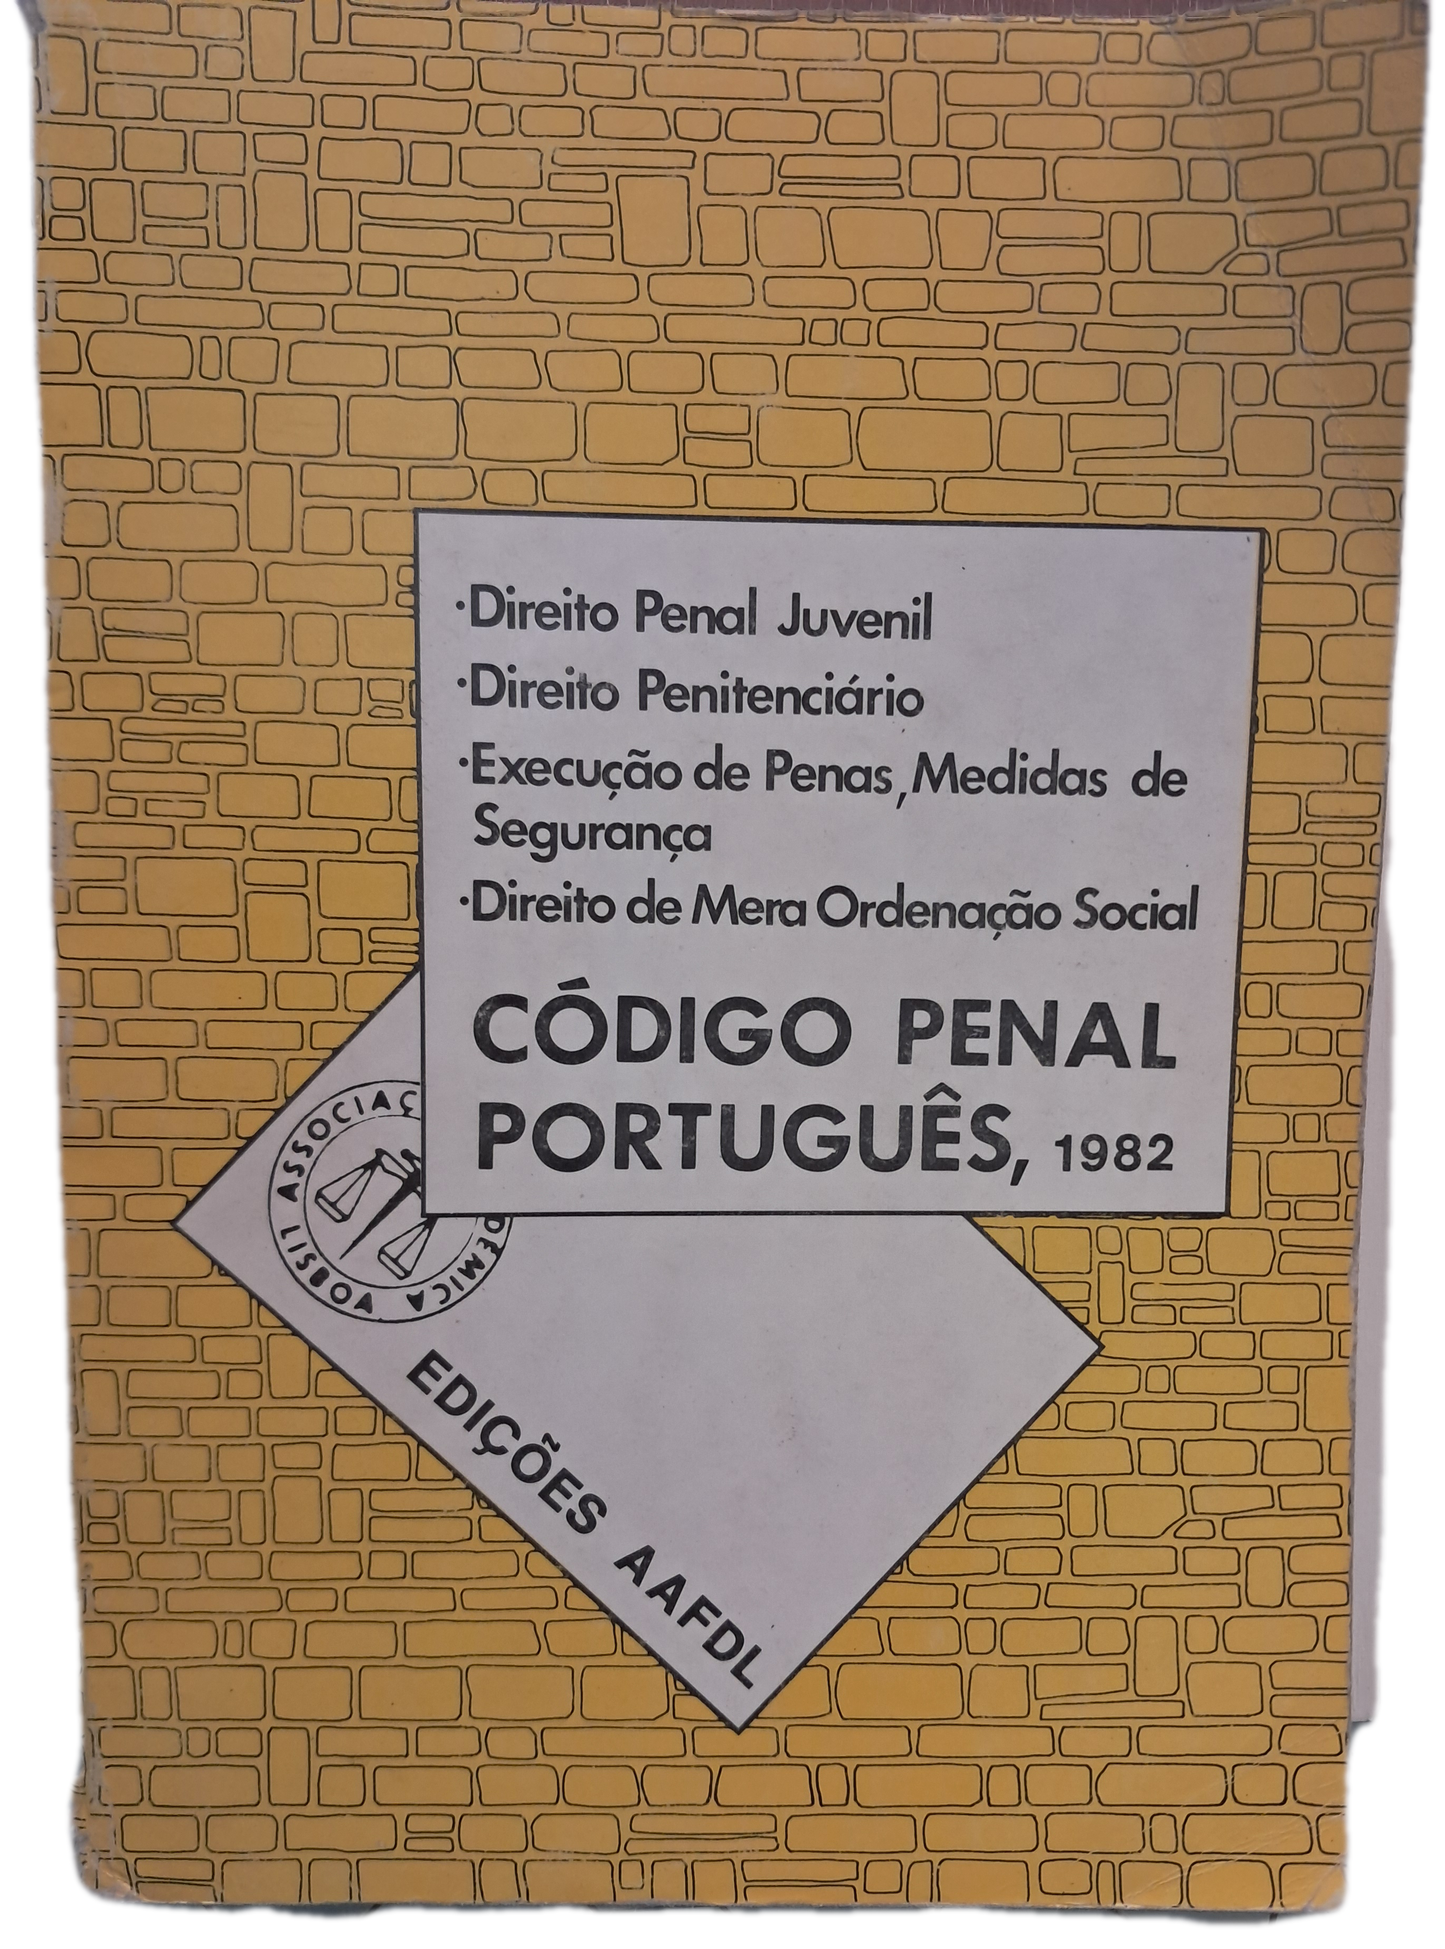 ·Direito Penal Juvenil
·Direito Penitenciário
·Execução de Penas, Medidas de
Segurança
·Direito de Mera Ordenação Social
CÓDIGO PENAL
PORTUGUÊS, 1982
EDIÇÕES AAFDL
LISBOA